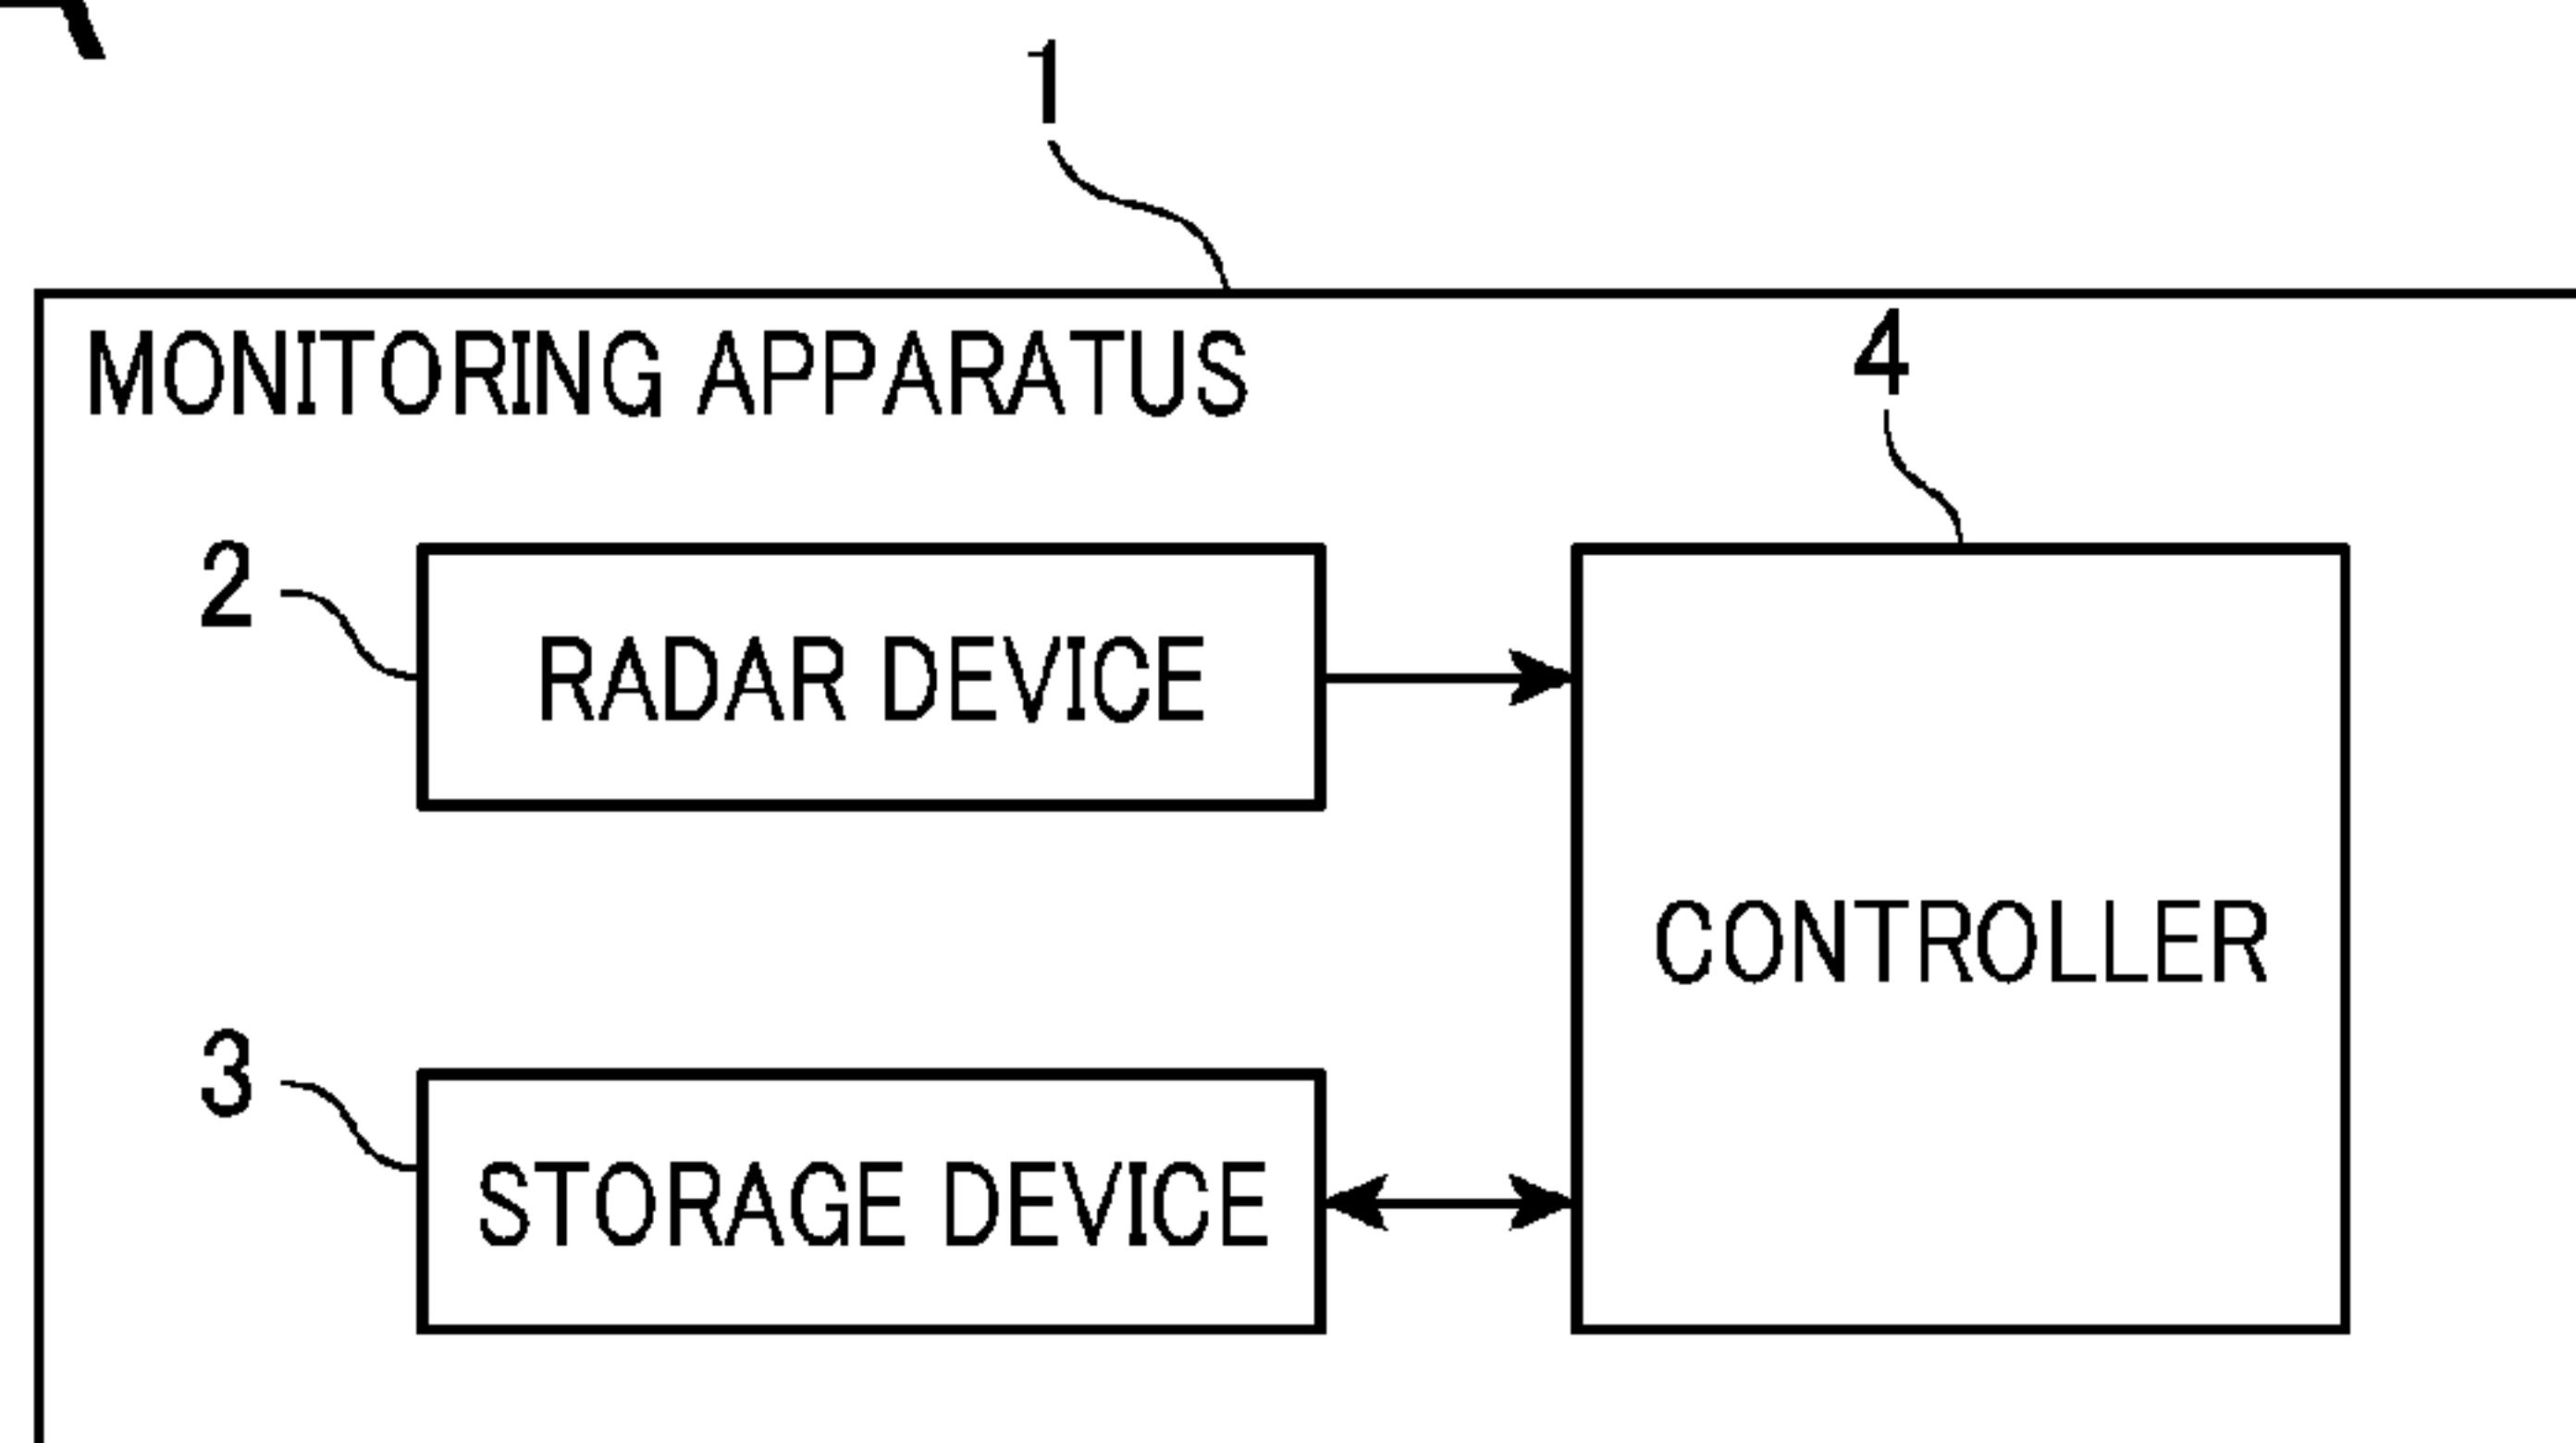 1
MONITORING APPARATUS
4
2
RADAR DEVICE
CONTROLLER
3
STORAGE DEVICE